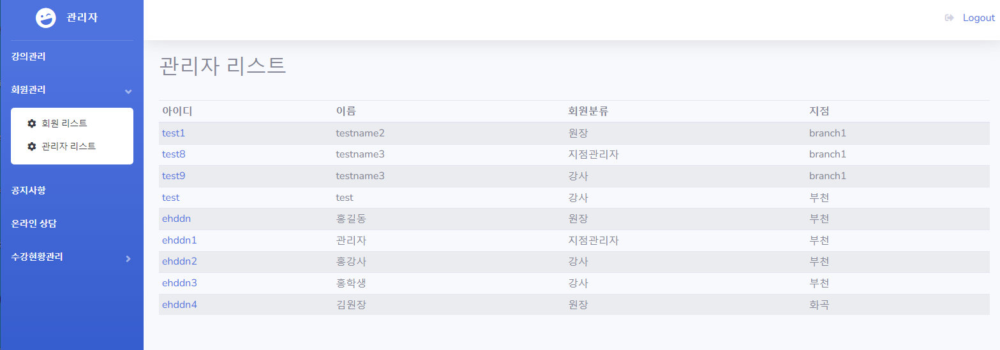 관리자
Logout
강의관리
회원관리
회원 리스트
관리자 리스트
공지사항
온라인 상담
수강현황관리
관리자 리스트
아이디 이름 회원분류 지점
test1 testname2 원장 branch1
test8 testname3 지점관리자 branch1
test9 testname3 강사 branch1
test test 강사 부천
ehddn 홍길동 원장 부천
ehddn1 관리자 지점관리자 부천
ehddn2 홍강사 강사 부천
ehddn3 홍학생 강사 부천
ehddn4 김원장 원장 화곡